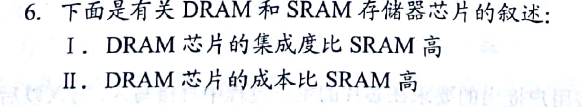 6. 下面是有关 DRAM 和 SRAM 存储器芯片的叙述:
Ⅰ. DRAM 芯片的集成度比 SRAM 高
Ⅱ. DRAM 芯片的成本比 SRAM 高